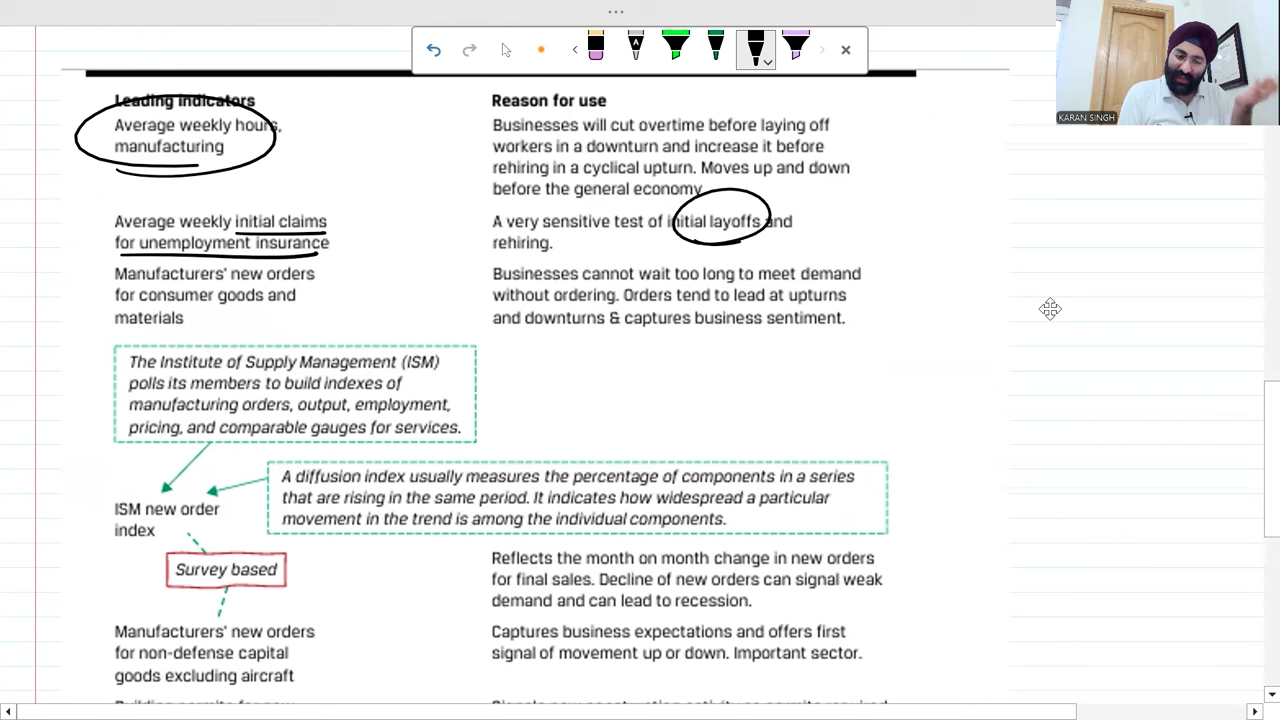 KARAN SINGH
Leading indicators
Reason for use
Average weekly hours,
manufacturing
Businesses will cut overtime before laying off
workers in a downturn and increase it before
rehiring in a cyclical upturn. Moves up and down
before the general economy
Average weekly initial claims
for unemployment insurance
A very sensitive test of initial layoffs and
rehiring.
Manufacturers' new orders
for consumer goods and
materials
Businesses cannot wait too long to meet demand
without ordering. Orders tend to lead at upturns
and downturns & captures business sentiment.
The Institute of Supply Management (ISM)
polls its members to build indexes of
manufacturing orders, output, employment,
pricing, and comparable gauges for services.
A diffusion index usually measures the percentage of components in a series
that are rising in the same period. It indicates how widespread a particular
movement in the trend is among the individual components.
ISM new order
index
Survey based
Reflects the month on month change in new orders
for final sales. Decline of new orders can signal weak
demand and can lead to recession.
Manufacturers' new orders
for non-defense capital
goods excluding aircraft
Captures business expectations and offers first
signal of movement up or down. Important sector.